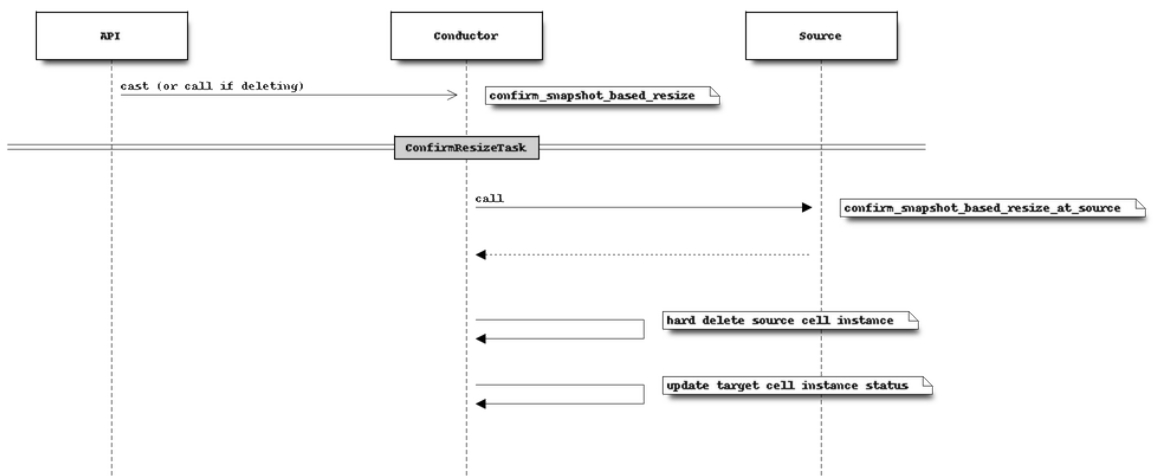 API
Conductor
Source
cast (or call if deleting)
confirm_snapshot_based_resize
ConfirmResizeTask
call
confirm_snapshot_based_resize_at_source
hard delete source cell instance
update target cell instance status